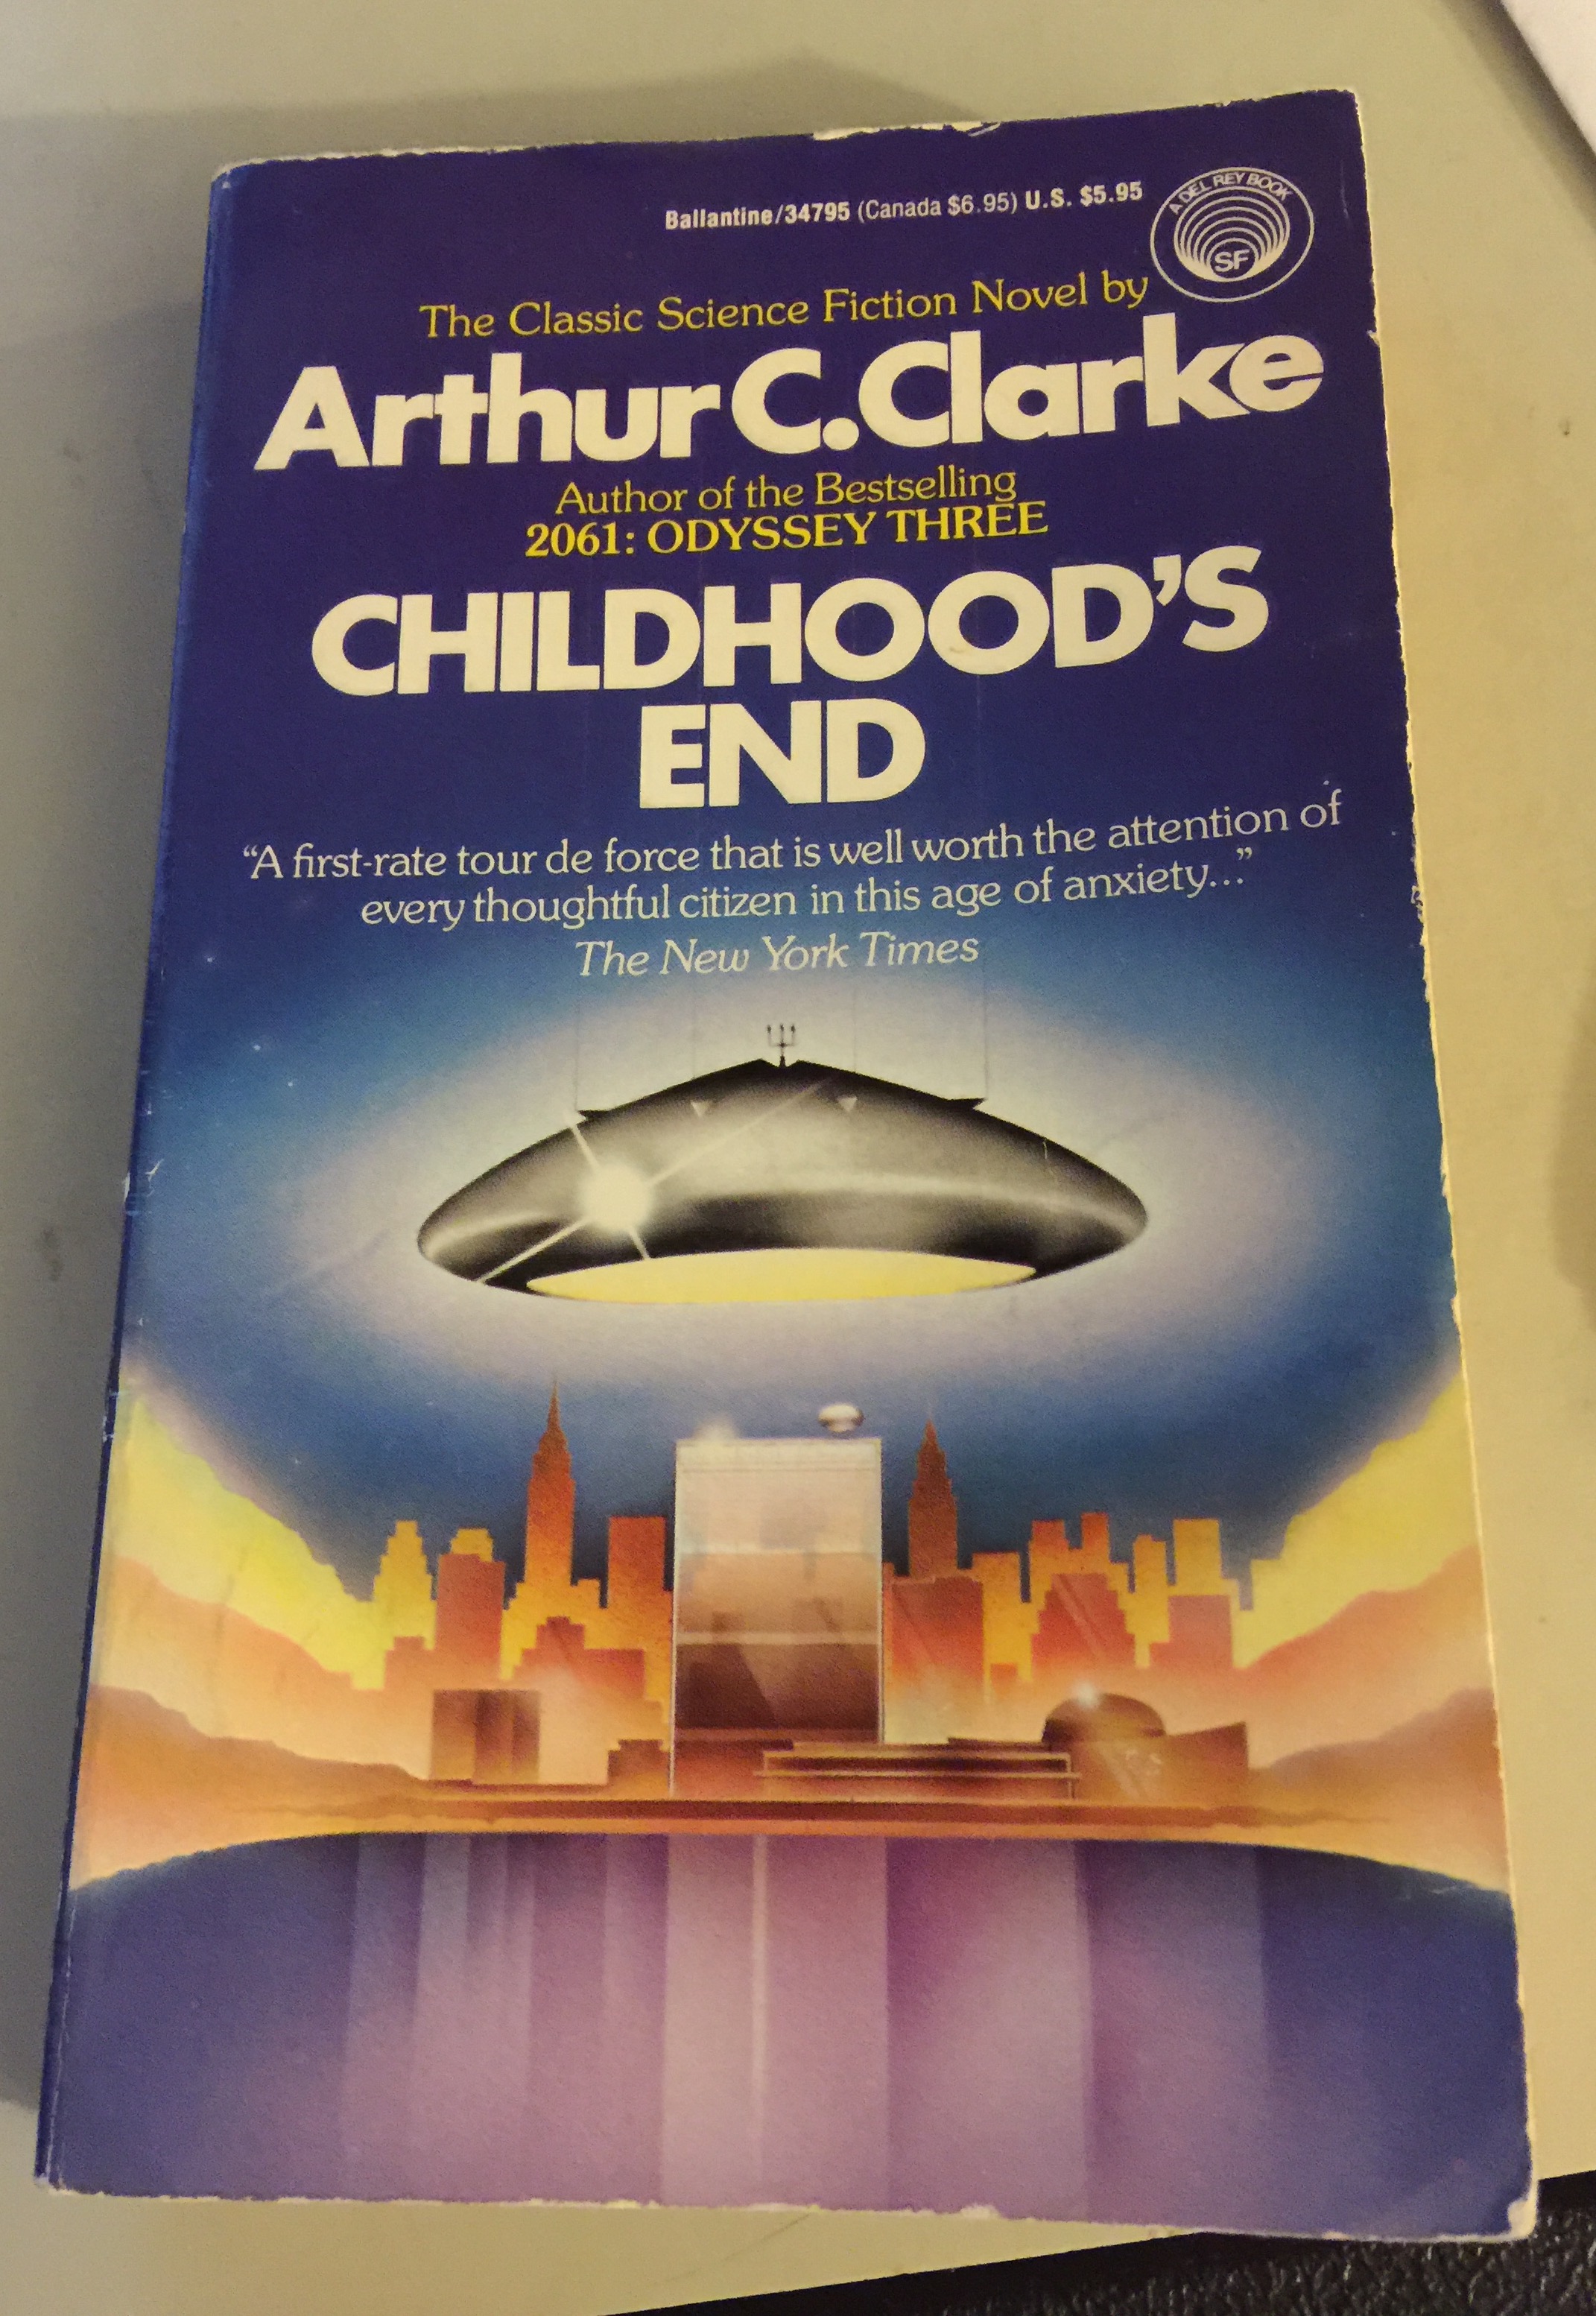 Ballantine/34795 (Canada $6.95) U.S. $5.95
A DEL REY BOOK
SF
The Classic Science Fiction Novel by
Arthur C. Clarke
Author of the Bestselling
2061: ODYSSEY THREE
CHILDHOOD'S
END
“A first-rate tour de force that is well worth the attention of
every thoughtful citizen in this age of anxiety...”
The New York Times